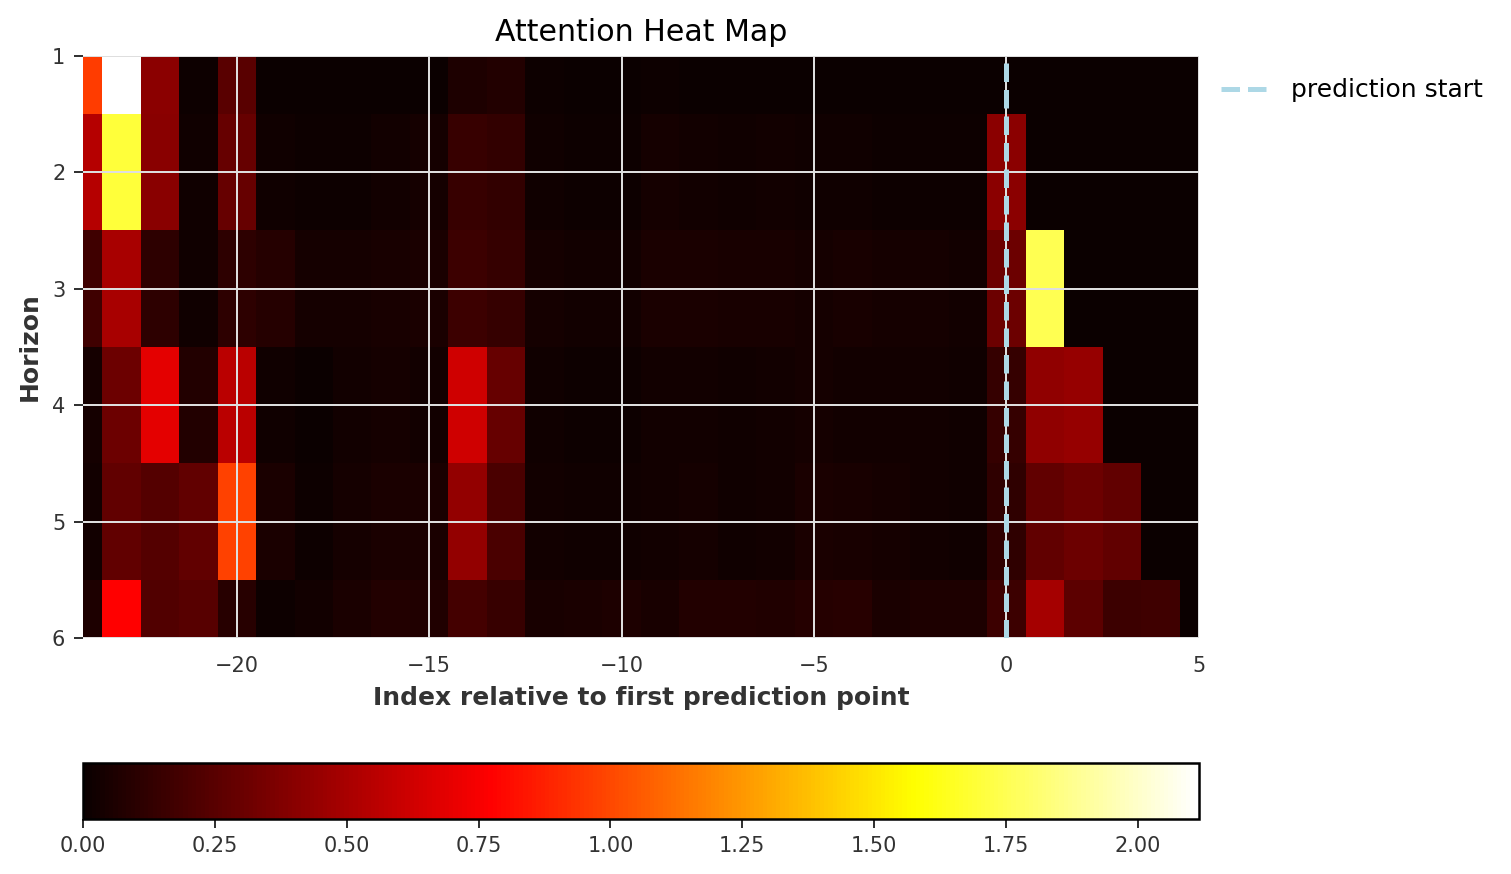 Attention Heat Map
prediction start
Horizon
1
2
3
4
5
6
−20 −15 −10 −5 0 5
Index relative to first prediction point
0.00 0.25 0.50 0.75 1.00 1.25 1.50 1.75 2.00